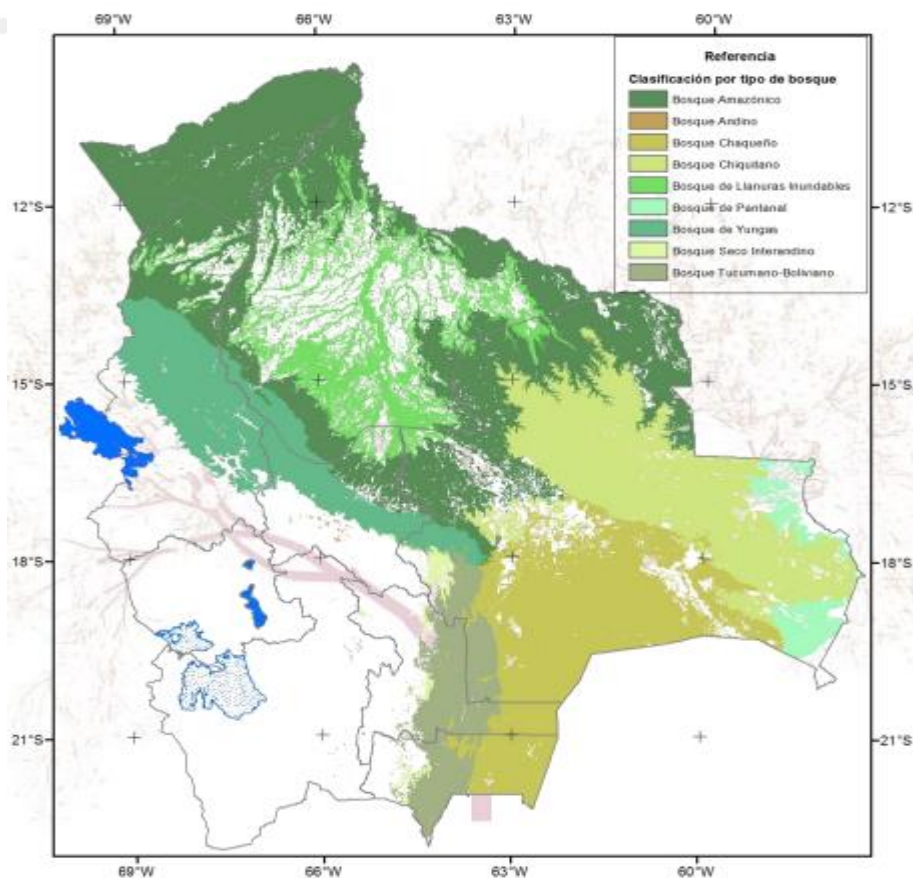 69°W 66°W 63°W 60°W
Referencia
Clasificación por tipo de bosque
Bosque Amazónico
Bosque Andino
Bosque Chaqueño
Bosque Chiquitano
Bosque de Llanuras Inundables
Bosque de Pantanal
Bosque de Yungas
Bosque Seco Interandino
Bosque Tucumano-Boliviano
12°S 12°S
15°S 15°S
18°S 18°S
21°S 21°S
69°W 66°W 63°W 60°W